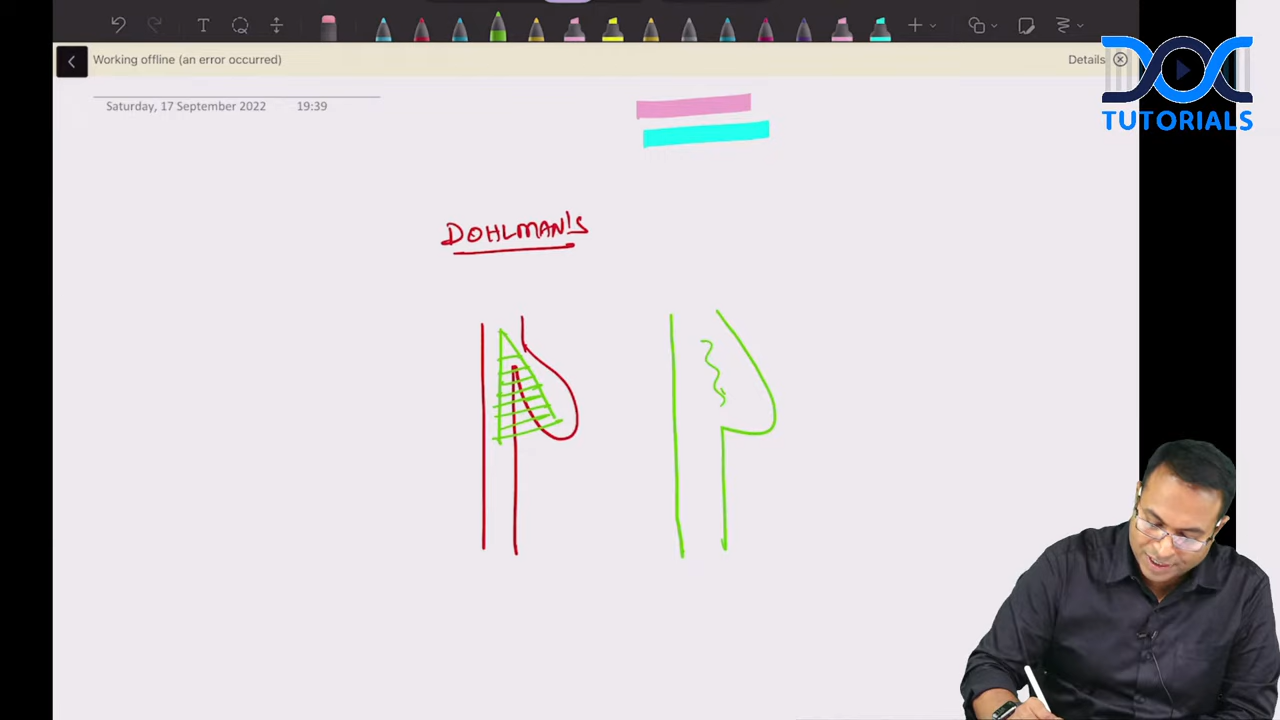 Working offline (an error occurred)
Details
Saturday, 17 September 2022 19:39
TUTORIALS
DOHLMAN'S